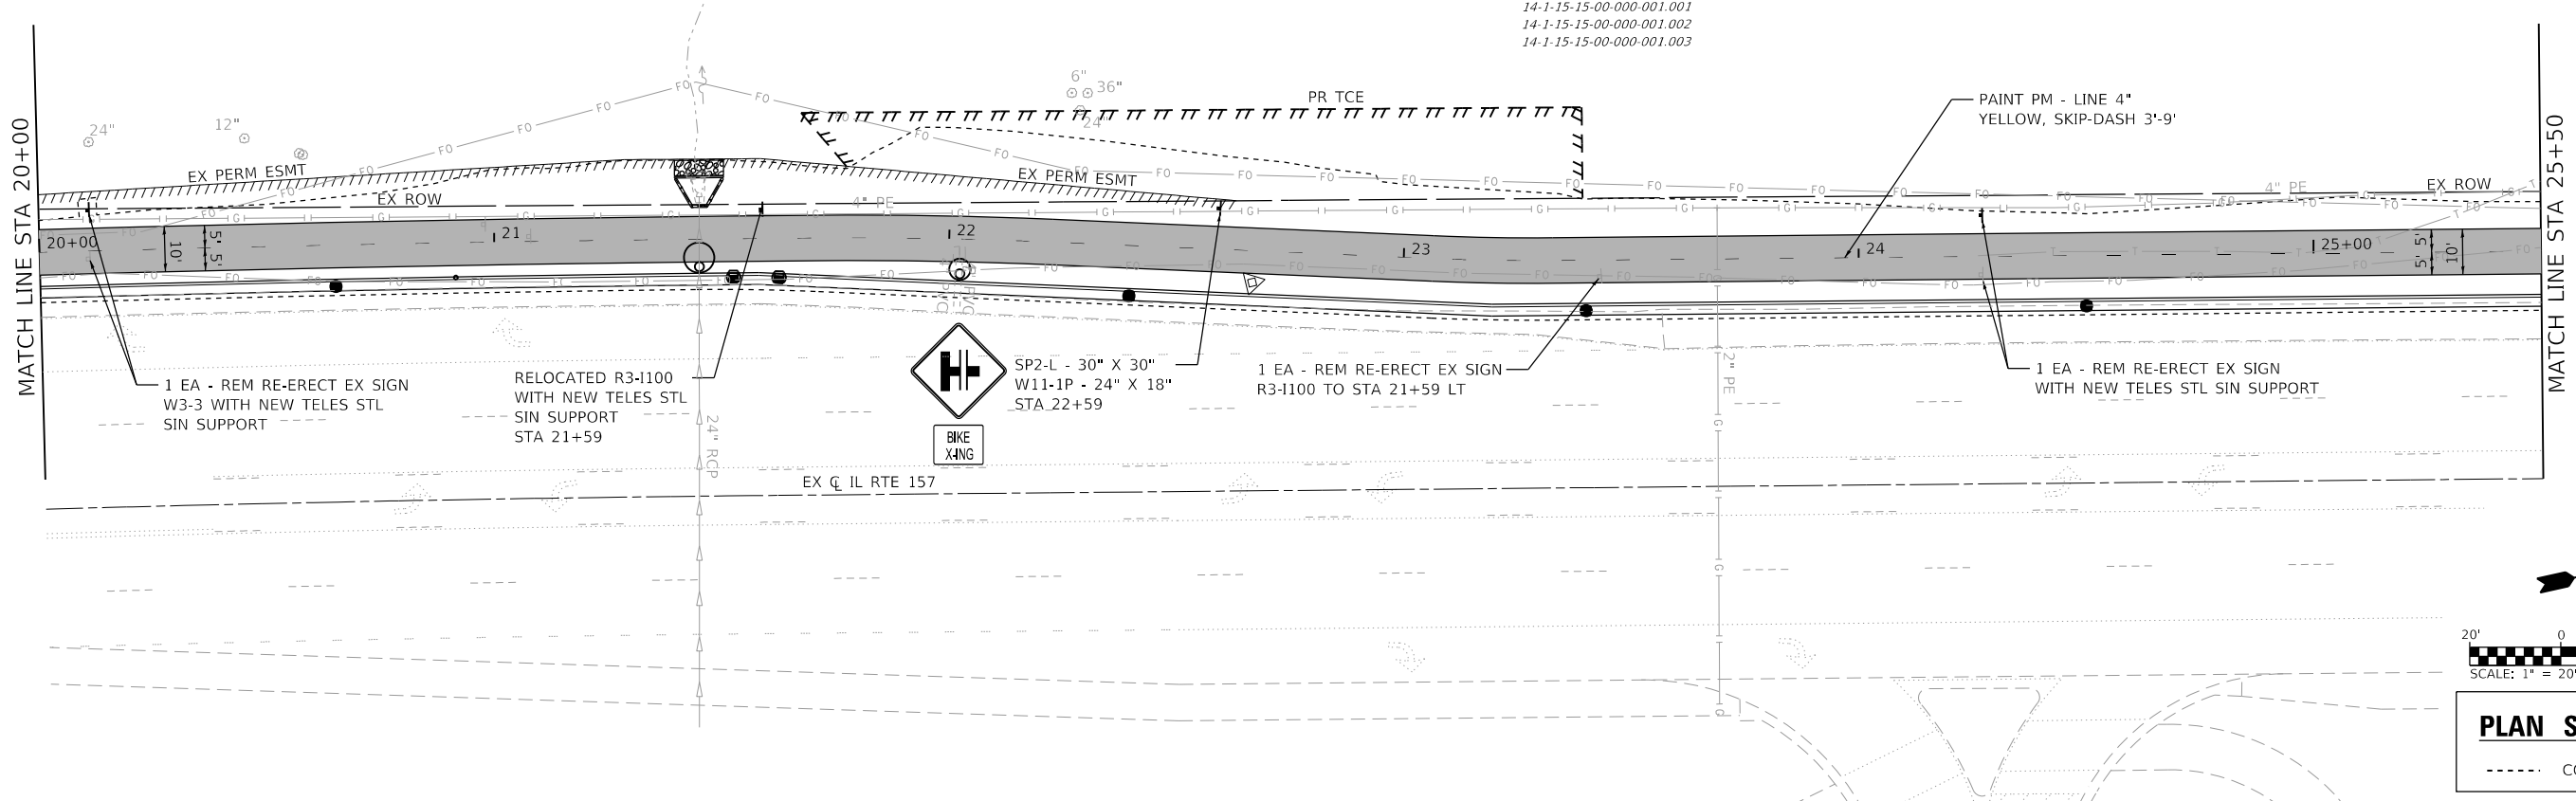 14-1-15-15-00-000-001.001
14-1-15-15-00-000-001.002
14-1-15-15-00-000-001.003
MATCH LINE STA 20+00
24"
12"
EX PERM ESMT
EX ROW
4" PE
6"
36"
24"
PR TCE
EX PERM ESMT
PAINT PM - LINE 4"
YELLOW, SKIP-DASH 3'-9'
4" PE
EX ROW
MATCH LINE STA 25+50
20+00
10'
5'
5'
21
22
23
24
25+00
5'
5'
10'
1 EA - REM RE-ERECT EX SIGN
W3-3 WITH NEW TELES STL
SIN SUPPORT
RELOCATED R3-I100
WITH NEW TELES STL
SIN SUPPORT
STA 21+59
24" RCP
SP2-L - 30" X 30"
W11-1P - 24" X 18"
STA 22+59
BIKE
X-ING
1 EA - REM RE-ERECT EX SIGN
R3-I100 TO STA 21+59 LT
2" PE
1 EA - REM RE-ERECT EX SIGN
WITH NEW TELES STL SIN SUPPORT
EX ℄ IL RTE 157
20'
0
SCALE: 1" = 20'
PLAN S
CO